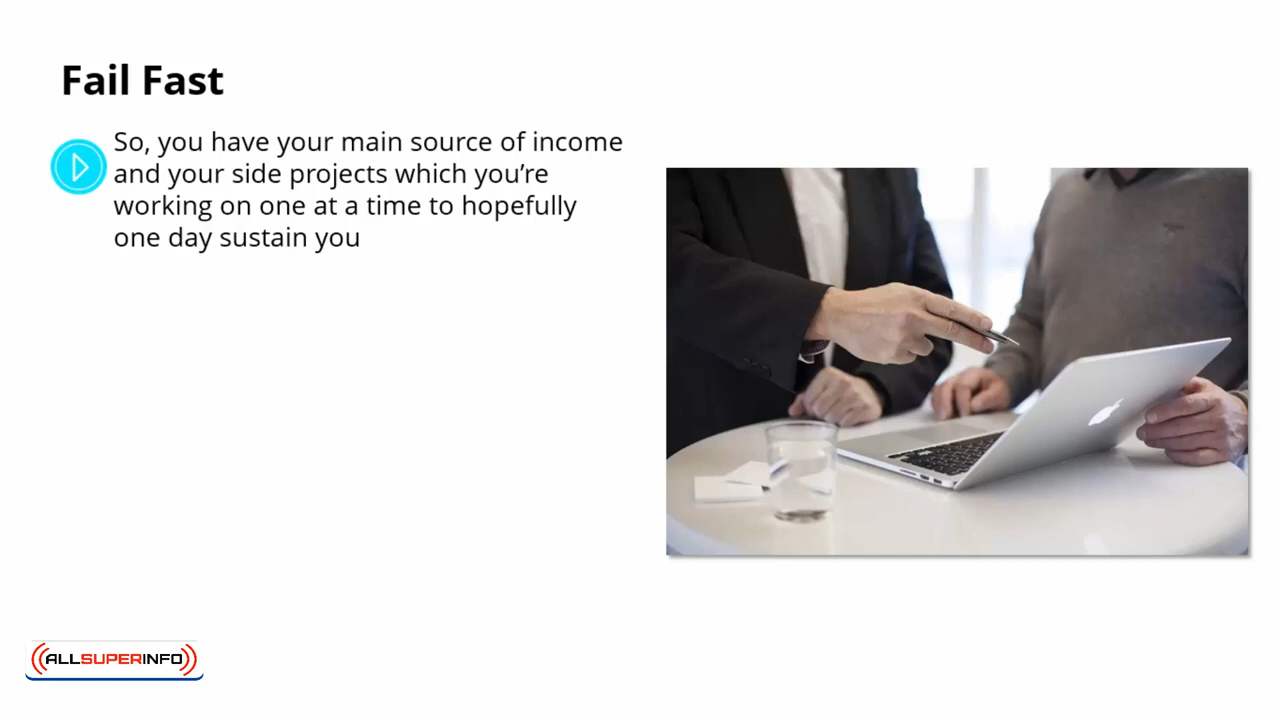 Fail Fast
So, you have your main source of income
and your side projects which you’re
working on one at a time to hopefully
one day sustain you
ALLSUPERINFO